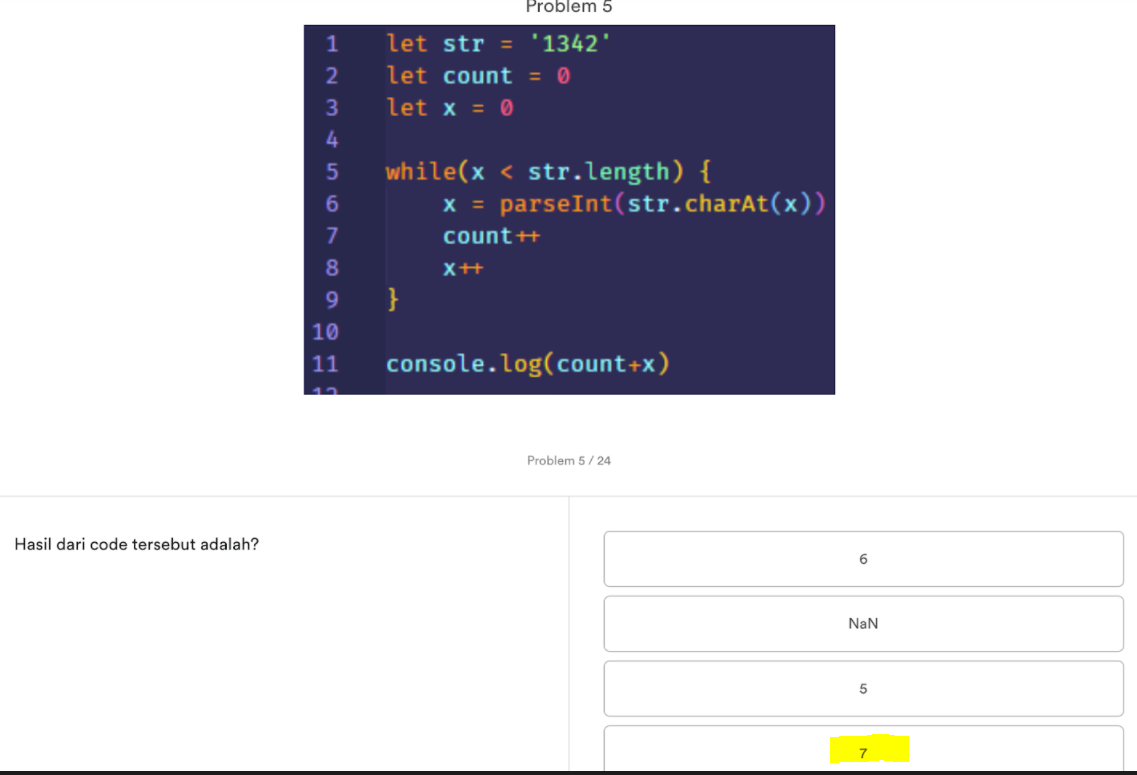 Problem 5
1 let str = '1342'
2 let count = 0
3 let x = 0
4
5 while(x < str.length) {
6 x = parseInt(str.charAt(x))
7 count++
8 x++
9 }
10
11 console.log(count+x)
12
Problem 5 / 24
Hasil dari code tersebut adalah?
6
NaN
5
7